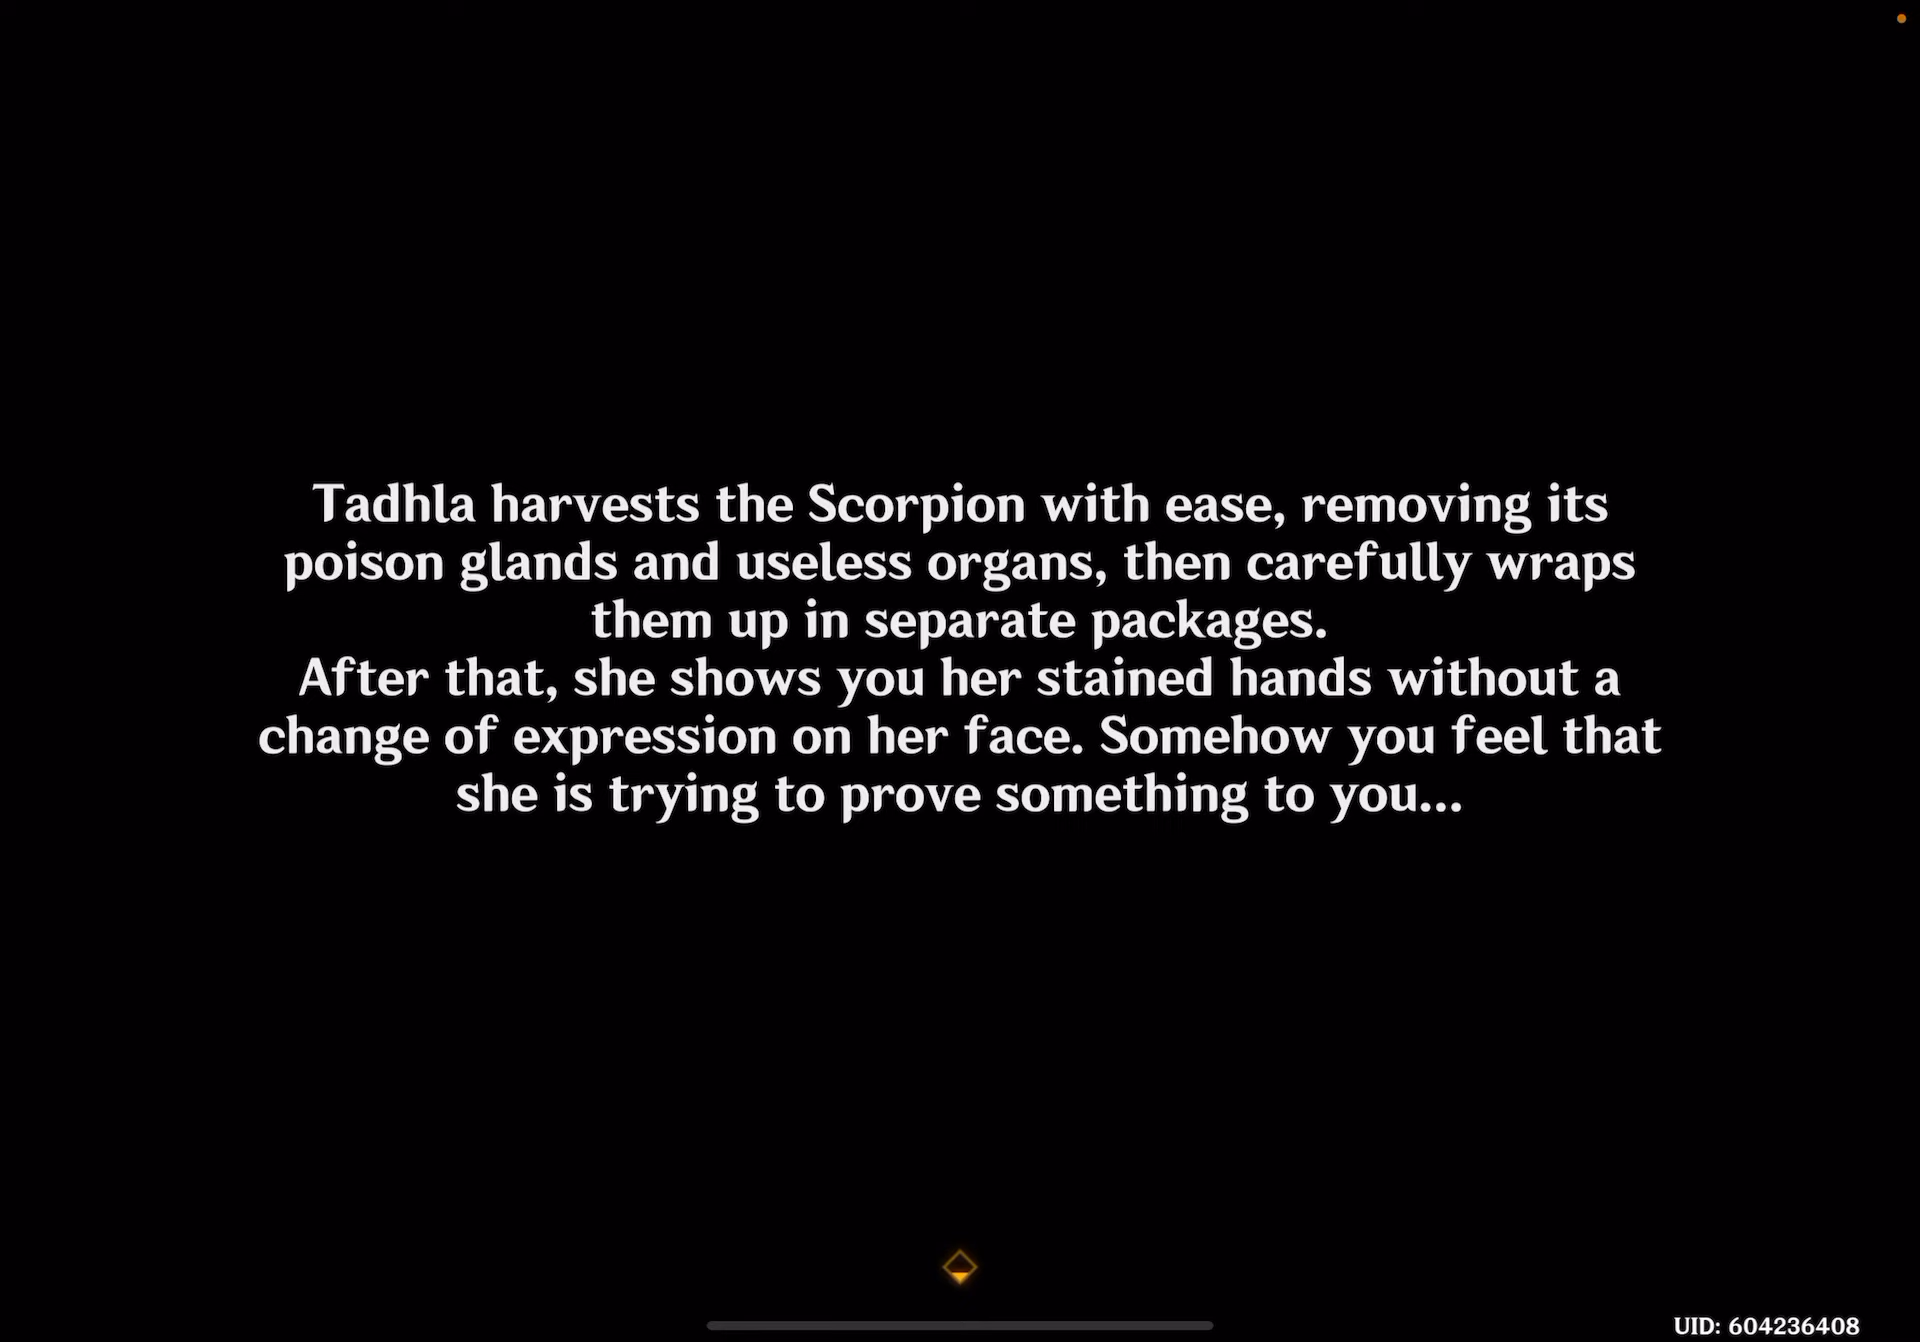 Tadhla harvests the Scorpion with ease, removing its
poison glands and useless organs, then carefully wraps
them up in separate packages.
After that, she shows you her stained hands without a
change of expression on her face. Somehow you feel that
she is trying to prove something to you...
UID: 604236408